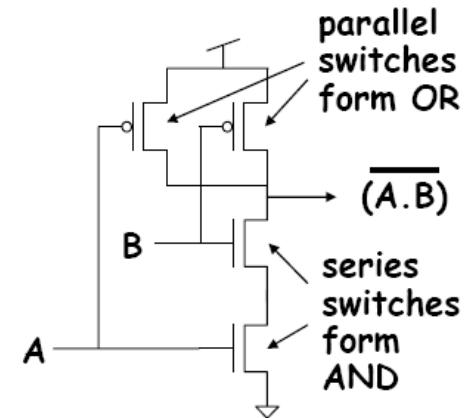 parallel
switches
form OR
(A.B)
B
series
switches
form
AND
A